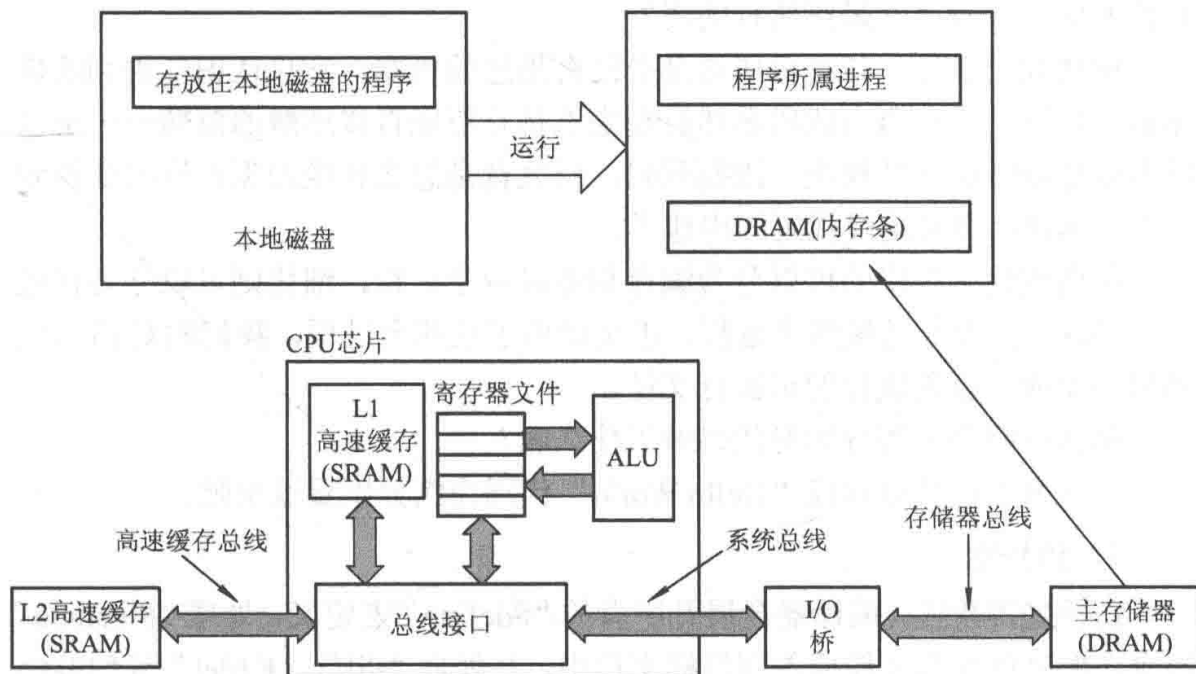 存放在本地磁盘的程序
本地磁盘
运行
程序所属进程
DRAM(内存条)
CPU芯片
L1
高速缓存
(SRAM)
寄存器文件
ALU
高速缓存总线
系统总线
存储器总线
L2高速缓存
(SRAM)
总线接口
I/O
桥
主存储器
(DRAM)